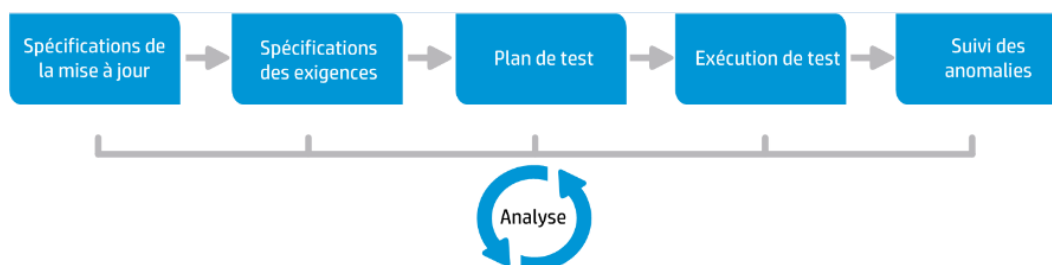 Spécifications de
la mise à jour
Spécifications
des exigences
Plan de test
Exécution de test
Suivi des
anomalies
Analyse